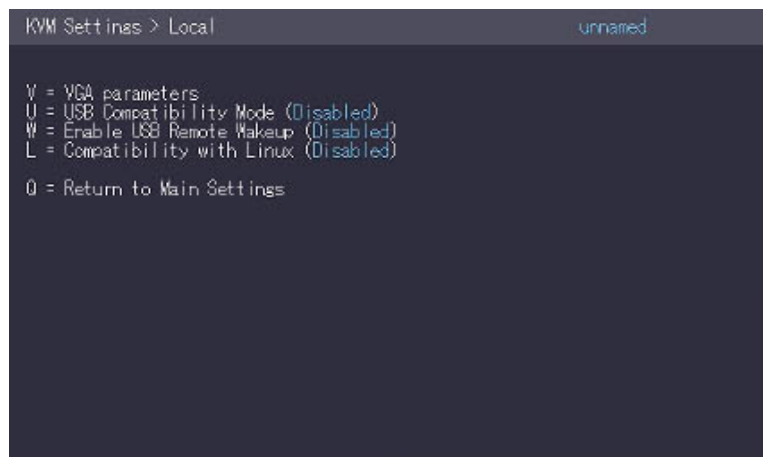 KVM Settings > Local unnamed
V = VGA parameters
U = USB Compatibility Mode (Disabled)
W = Enable USB Remote Wakeup (Disabled)
L = Compatibility with Linux (Disabled)
Q = Return to Main Settings